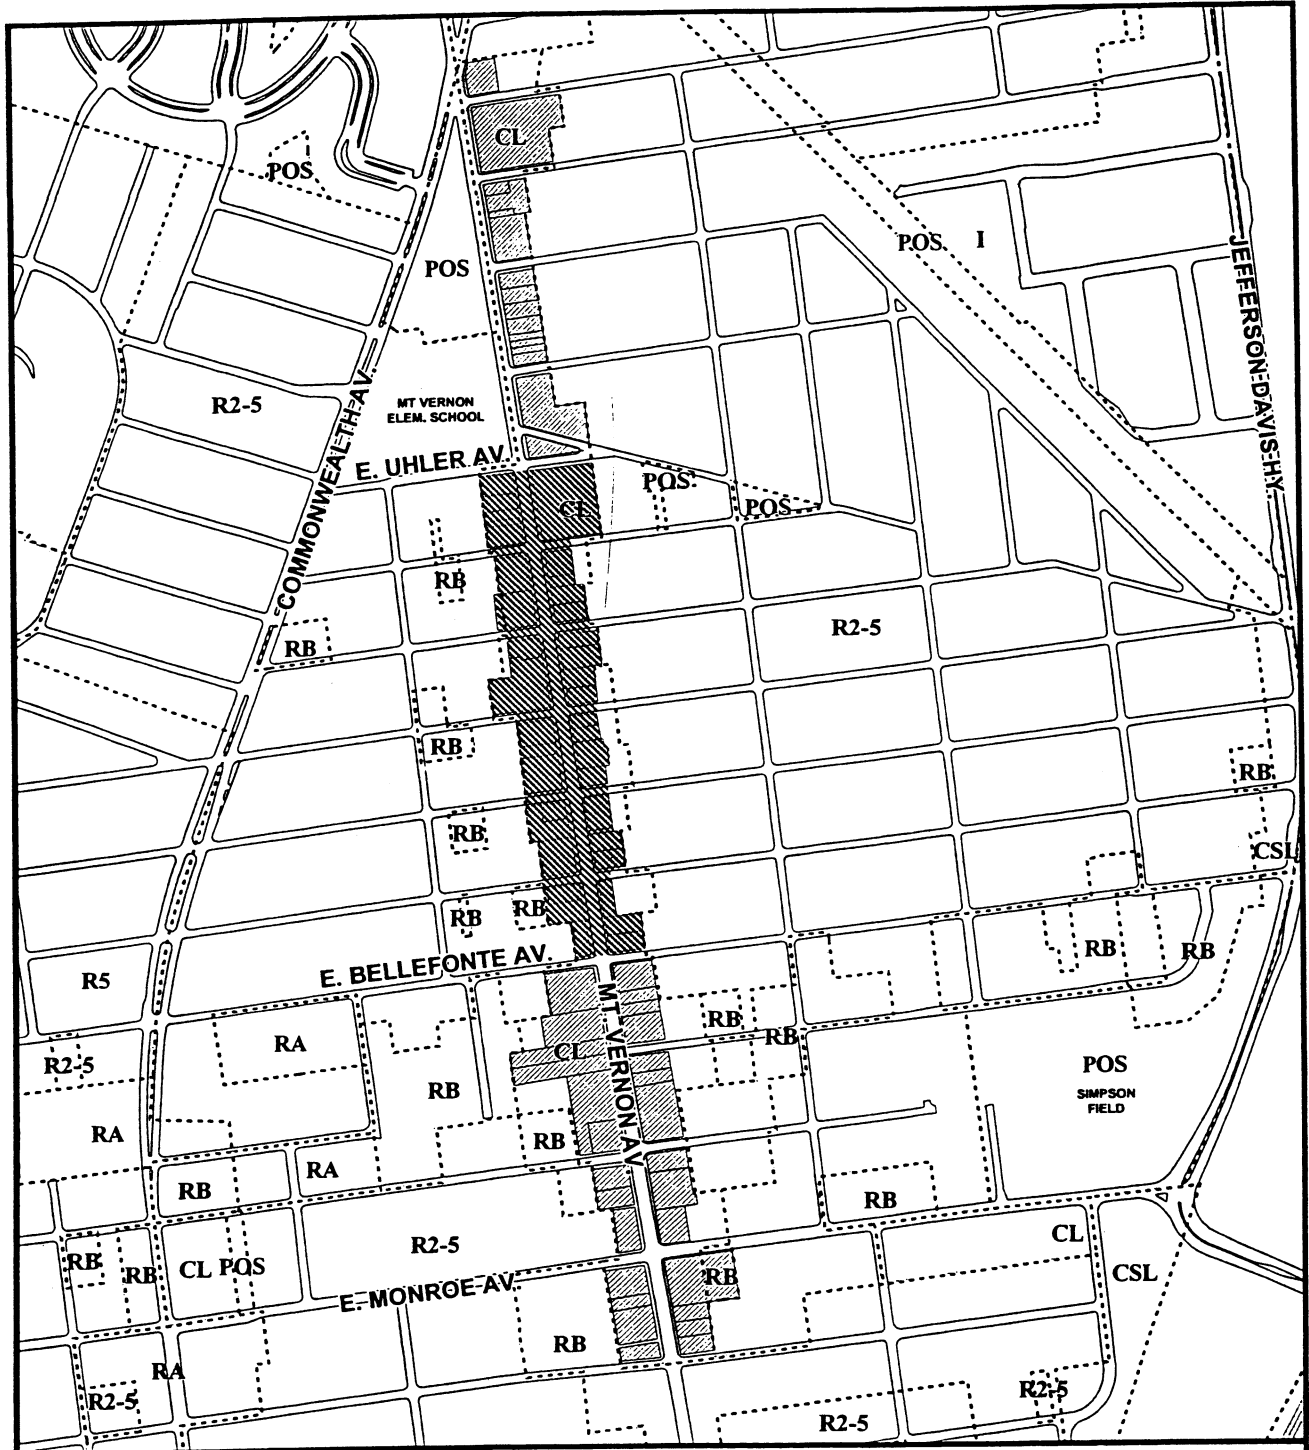 CL
POS
POS
POS I
JEFFERSON DAVIS HY.
R2-5
MT VERNON
ELEM. SCHOOL
COMMONWEALTH AV
E. UHLER AV.
POS
CL
POS
RB
R2-5
RB
RB
RB
RB
CSL
RB
RB
RB
RB
E. BELLEFONTE AV.
R5
MT VERNON AV
RB
RB
RA
CL
R2-5
POS
RB
SIMPSON
FIELD
RA
RB
RA
RB
RB
CL
R2-5
RB
RB
CL POS
CSL
RB
E. MONROE AV
RB
RA
R2-5
R2-5
R2-5